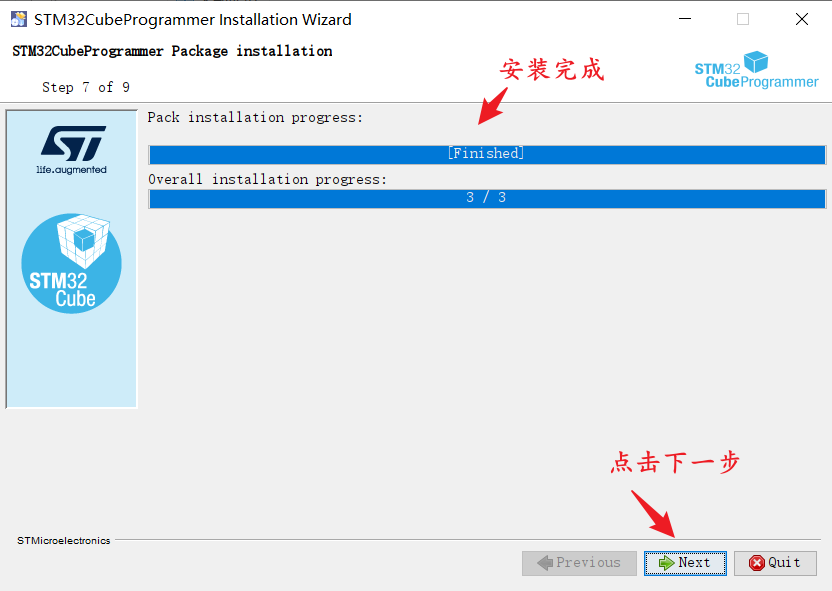 STM32CubeProgrammer Installation Wizard
STM32CubeProgrammer Package installation
安装完成
STM32
CubeProgrammer
Step 7 of 9
Pack installation progress:
[Finished]
life.augmented
Overall installation progress:
3 / 3
STM32
Cube
点击下一步
STMicroelectronics
Previous
Next
Quit